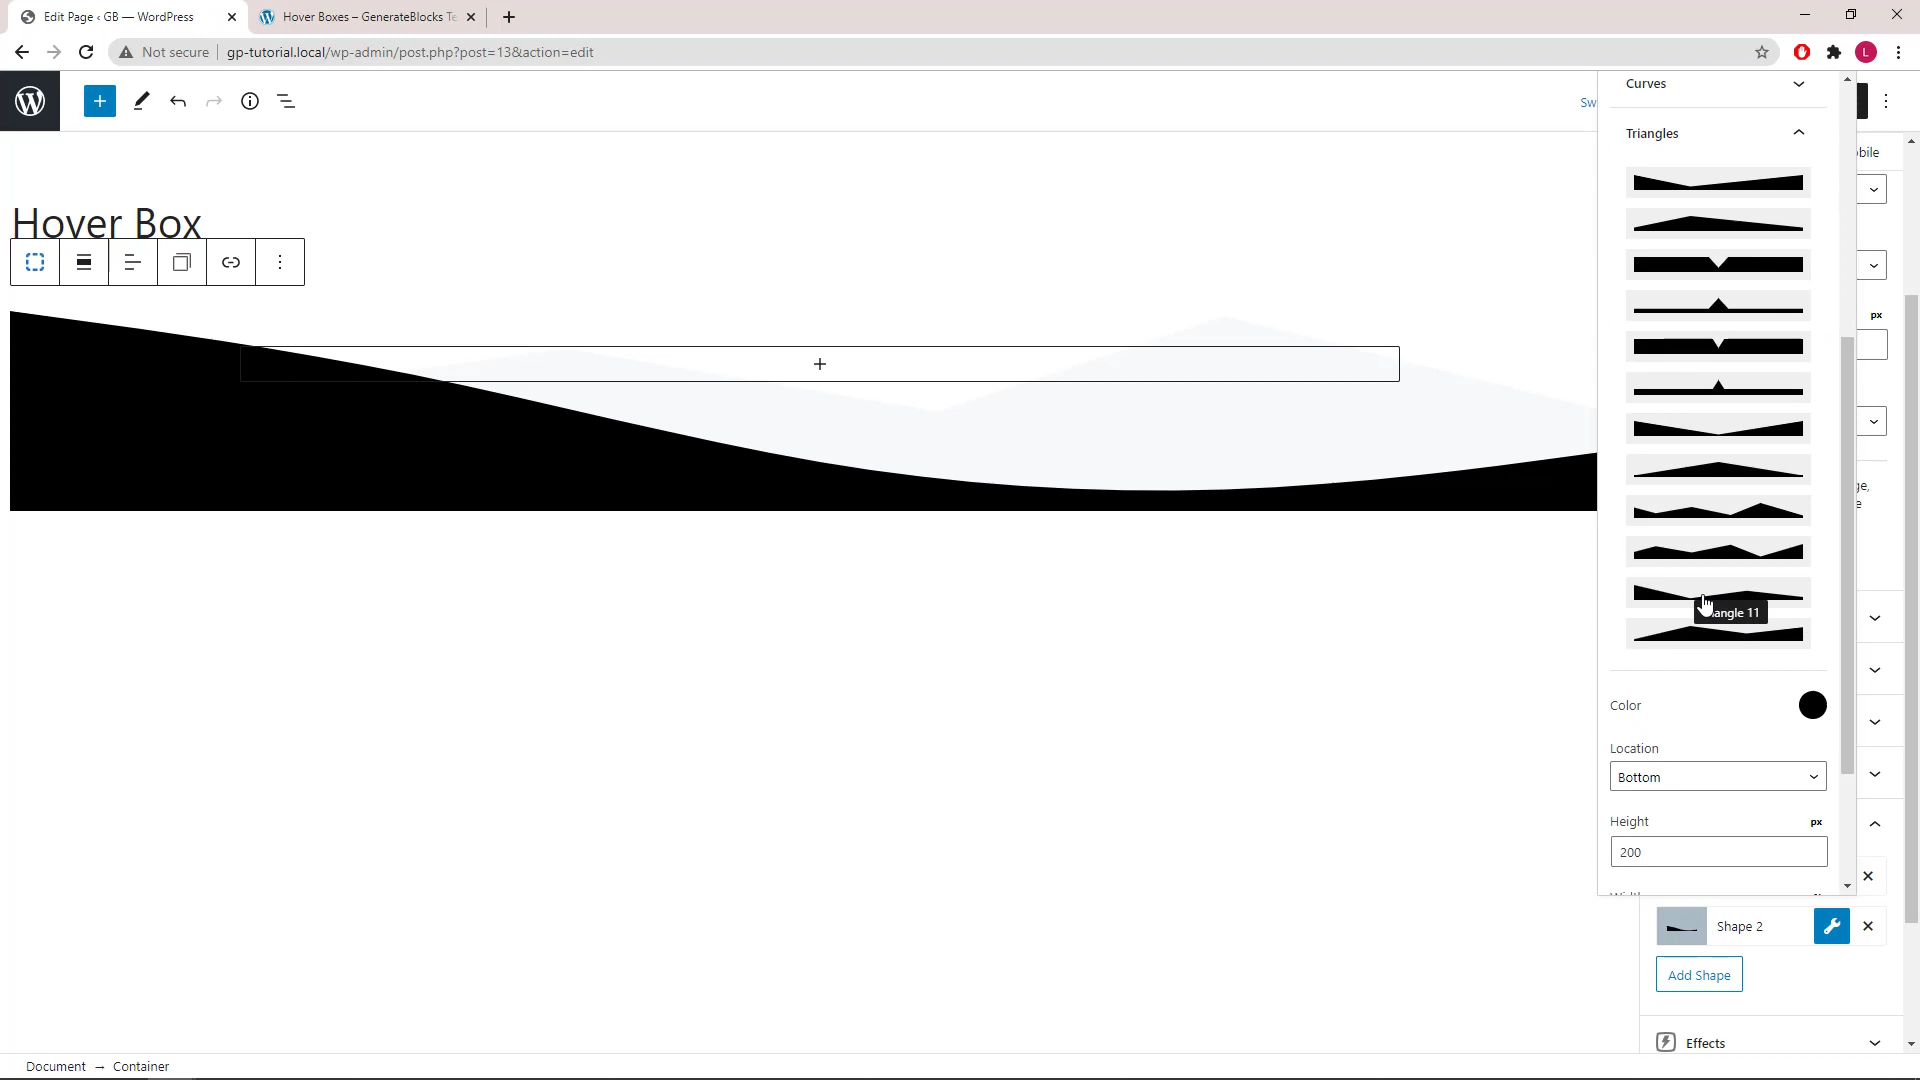 Edit Page ‹ GB — WordPress
Hover Boxes – GenerateBlocks Te
Not secure
gp-tutorial.local/wp-admin/post.php?post=13&action=edit
Sw
Curves
Triangles
Hover Box
px
angle 11
Color
Location
Bottom
Height
px
200
Shape 2
Add Shape
Effects
Document → Container
L